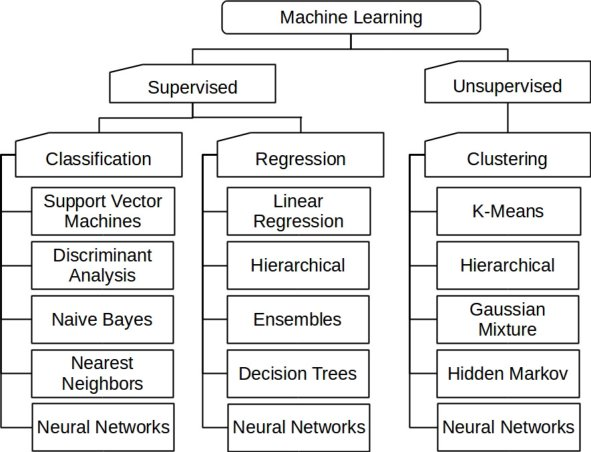 Machine Learning
Supervised
Unsupervised
Classification
Regression
Clustering
Support Vector
Machines
Linear
Regression
K-Means
Discriminant
Analysis
Hierarchical
Hierarchical
Naive Bayes
Ensembles
Gaussian
Mixture
Nearest
Neighbors
Decision Trees
Hidden Markov
Neural Networks
Neural Networks
Neural Networks